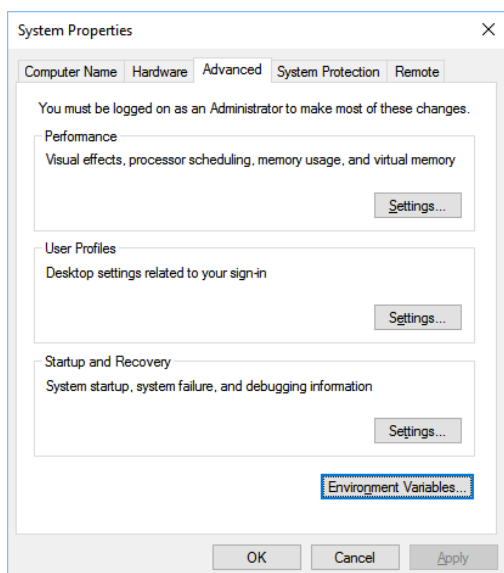 System Properties
Computer Name Hardware Advanced System Protection Remote
You must be logged on as an Administrator to make most of these changes.
Performance
Visual effects, processor scheduling, memory usage, and virtual memory
Settings...
User Profiles
Desktop settings related to your sign-in
Settings...
Startup and Recovery
System startup, system failure, and debugging information
Settings...
Environment Variables...
OK Cancel Apply